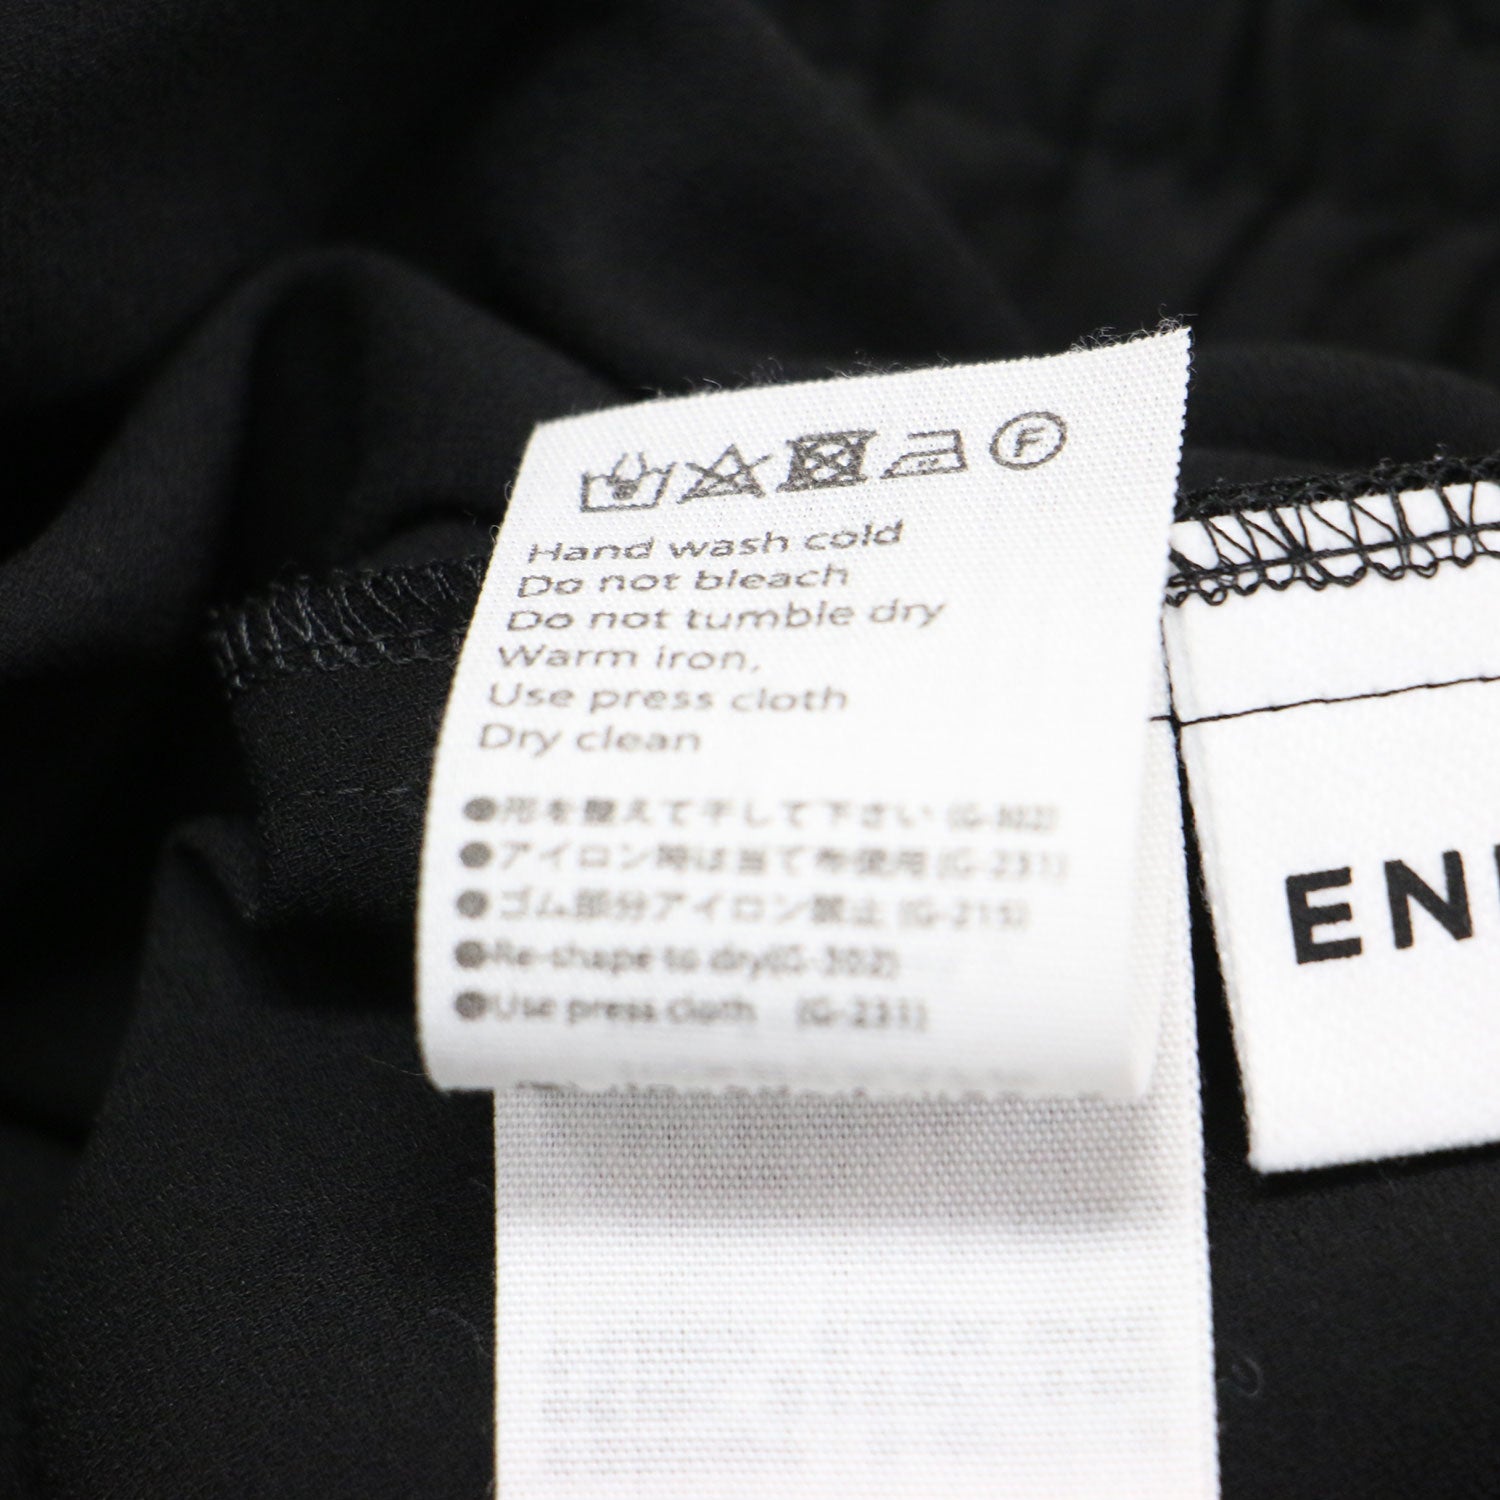 F
Hand wash cold
Do not bleach
Do not tumble dry
Warm iron,
Use press cloth
Dry clean
●形を整えて干して下さい (G-302)
●アイロン時は当て布使用 (G-231)
●ゴム部分アイロン禁止 (G-215)
●Re-shape to dry(G-302)
●Use press cloth (G-231)
EN